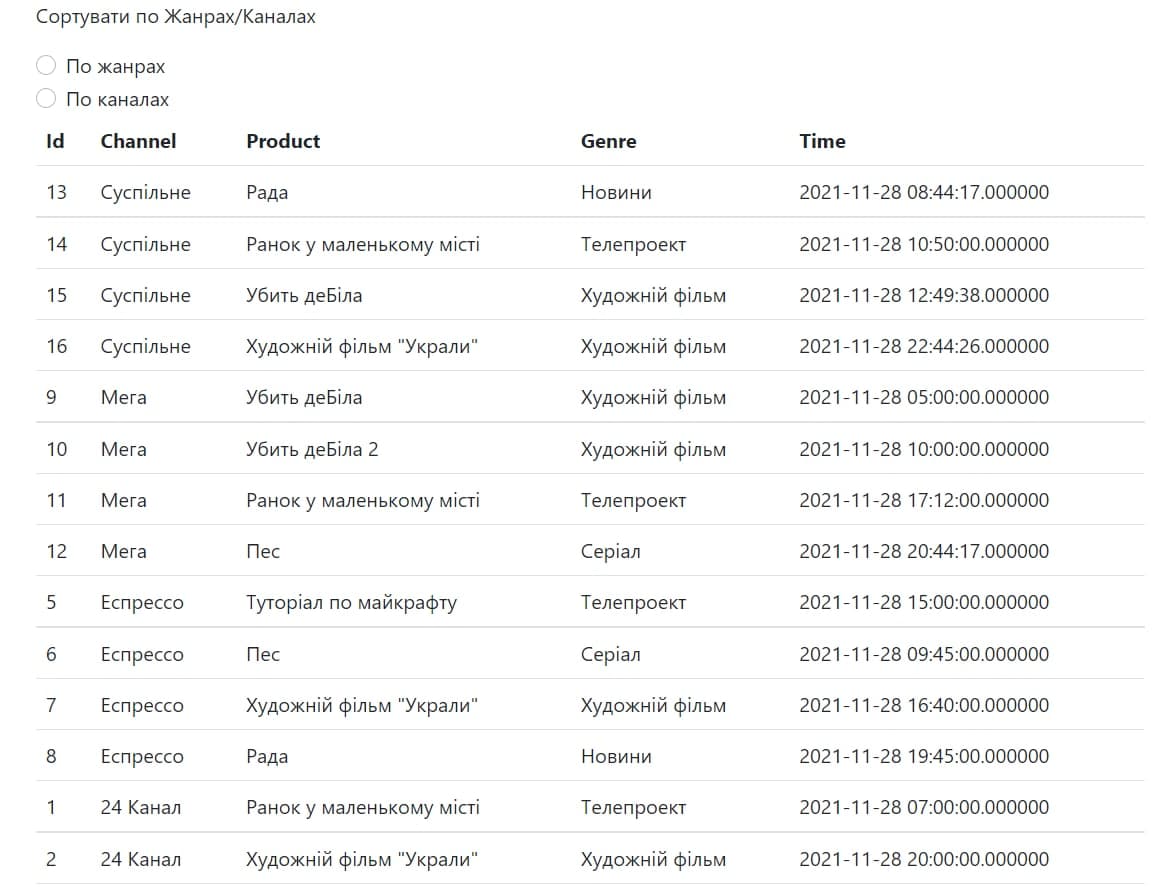 Сортувати по Жанрах/Каналах
По жанрах
По каналах
Id Channel Product Genre Time
13 Суспільне Рада Новини 2021-11-28 08:44:17.000000
14 Суспільне Ранок у маленькому місті Телепроект 2021-11-28 10:50:00.000000
15 Суспільне Убить деБіла Художній фільм 2021-11-28 12:49:38.000000
16 Суспільне Художній фільм "Украли" Художній фільм 2021-11-28 22:44:26.000000
9 Мега Убить деБіла Художній фільм 2021-11-28 05:00:00.000000
10 Мега Убить деБіла 2 Художній фільм 2021-11-28 10:00:00.000000
11 Мега Ранок у маленькому місті Телепроект 2021-11-28 17:12:00.000000
12 Мега Пес Серіал 2021-11-28 20:44:17.000000
5 Еспрессо Туторіал по майкрафту Телепроект 2021-11-28 15:00:00.000000
6 Еспрессо Пес Серіал 2021-11-28 09:45:00.000000
7 Еспрессо Художній фільм "Украли" Художній фільм 2021-11-28 16:40:00.000000
8 Еспрессо Рада Новини 2021-11-28 19:45:00.000000
1 24 Канал Ранок у маленькому місті Телепроект 2021-11-28 07:00:00.000000
2 24 Канал Художній фільм "Украли" Художній фільм 2021-11-28 20:00:00.000000